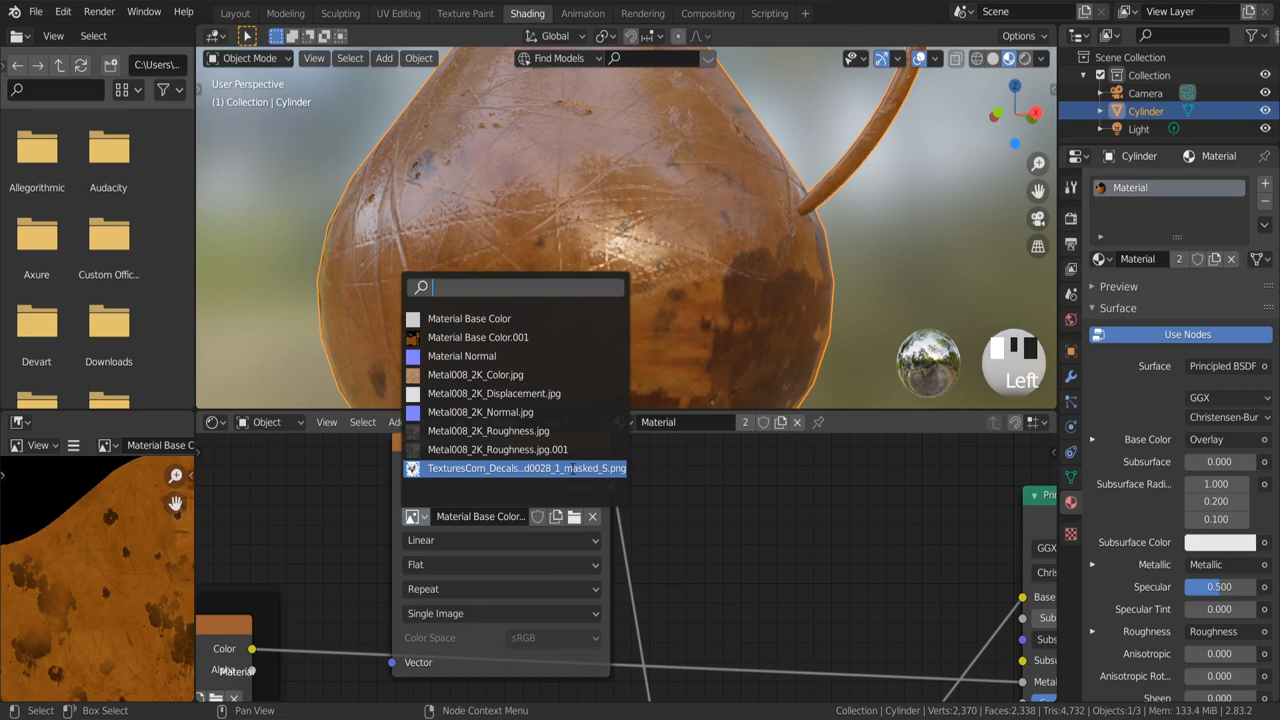 File Edit Render Window Help
Layout Modeling Sculpting UV Editing Texture Paint Shading Animation Rendering Compositing Scripting +
Scene
View Layer
View Select
Global
Options
C:\Users\...
Object Mode View Select Add Object
Find Models
User Perspective
(1) Collection | Cylinder
Allegorithmic
Audacity
Axure
Custom Offic...
Devart
Downloads
Scene Collection
Collection
Camera
Cylinder
Light
Cylinder
Material
Material
Material 2
Preview
Surface
Use Nodes
Surface Principled BSDF
GGX
Christensen-Bur
Base Color Overlay
Subsurface 0.000
Subsurface Radi... 1.000
0.200
0.100
Subsurface Color
Metallic Metallic
Specular 0.500
Specular Tint 0.000
Roughness Roughness
Anisotropic 0.000
Anisotropic Rot... 0.000
Sheen 0.000
Left
X
Z
Material Base Color
Material Base Color.001
Material Normal
Metal008_2K_Color.jpg
Metal008_2K_Displacement.jpg
Metal008_2K_Normal.jpg
Metal008_2K_Roughness.jpg
Metal008_2K_Roughness.jpg.001
TexturesCom_Decals...d0028_1_masked_S.png
Object View Select Ad
Material 2
View
Material Base C
Material Base Color...
Linear
Flat
Repeat
Single Image
Color Space sRGB
Vector
Color
Alpha
Material
Prin
GGX
Chris
Base
Sub
Subs
Subsu
Metal
Select
Box Select
Pan View
Node Context Menu
Collection | Cylinder | Verts:2,370 | Faces:2,338 | Tris:4,732 | Objects:1/3 | Mem: 133.4 MiB | 2.83.2